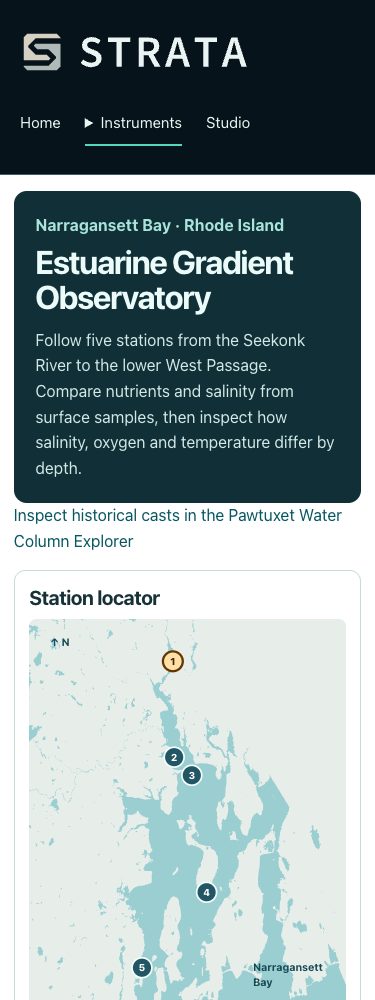 STRATA
Home ▶ Instruments Studio
Narragansett Bay · Rhode Island
Estuarine Gradient
Observatory
Follow five stations from the Seekonk
River to the lower West Passage.
Compare nutrients and salinity from
surface samples, then inspect how
salinity, oxygen and temperature differ by
depth.
Inspect historical casts in the Pawtuxet Water
Column Explorer
Station locator
↑ N
1
2
3
4
5
Narragansett
Bay